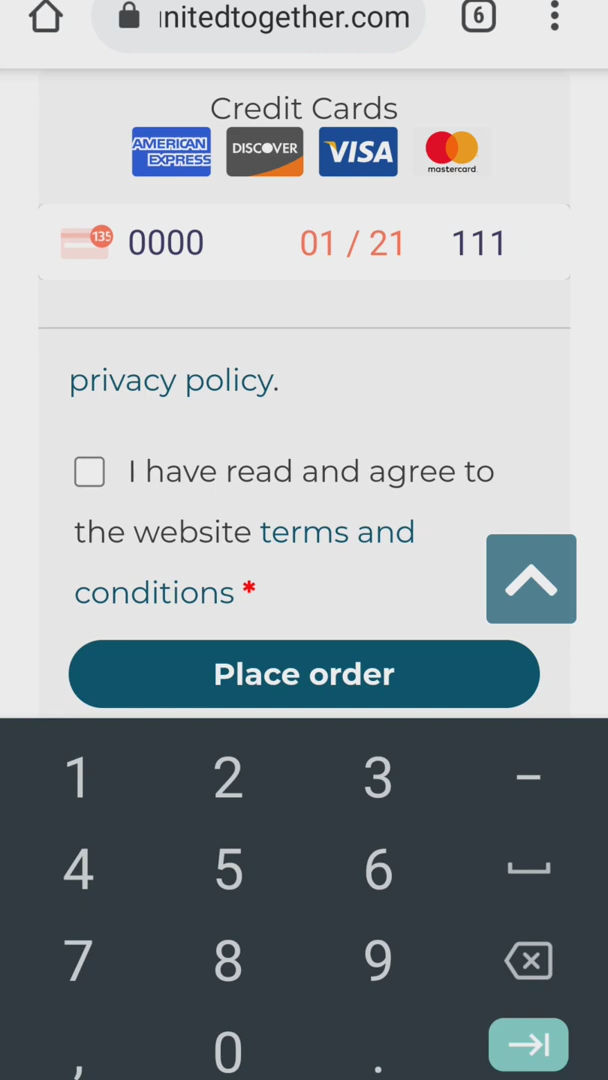 ınitedtogether.com 6
Credit Cards
AMERICAN EXPRESS DISCOVER VISA mastercard
135 0000 01 / 21 111
privacy policy.
I have read and agree to
the website terms and
conditions *
Place order
1 2 3 –
4 5 6
7 8 9
, 0 .